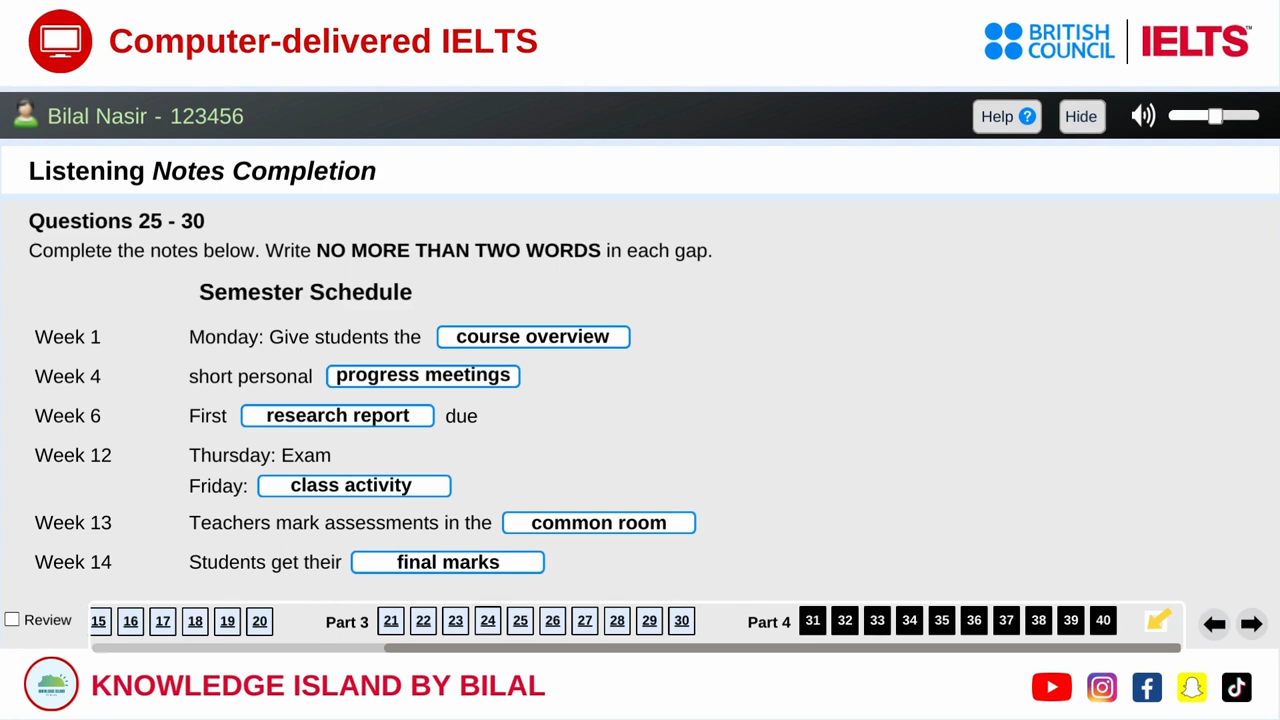 Computer-delivered IELTS
BRITISH COUNCIL
IELTS™
Bilal Nasir - 123456
Help ?
Hide
Listening Notes Completion
Questions 25 - 30
Complete the notes below. Write NO MORE THAN TWO WORDS in each gap.
Semester Schedule
Week 1 Monday: Give students the course overview
Week 4 short personal progress meetings
Week 6 First research report due
Week 12 Thursday: Exam
Friday: class activity
Week 13 Teachers mark assessments in the common room
Week 14 Students get their final marks
Review 15 16 17 18 19 20 Part 3 21 22 23 24 25 26 27 28 29 30 Part 4 31 32 33 34 35 36 37 38 39 40
KNOWLEDGE ISLAND BY BILAL